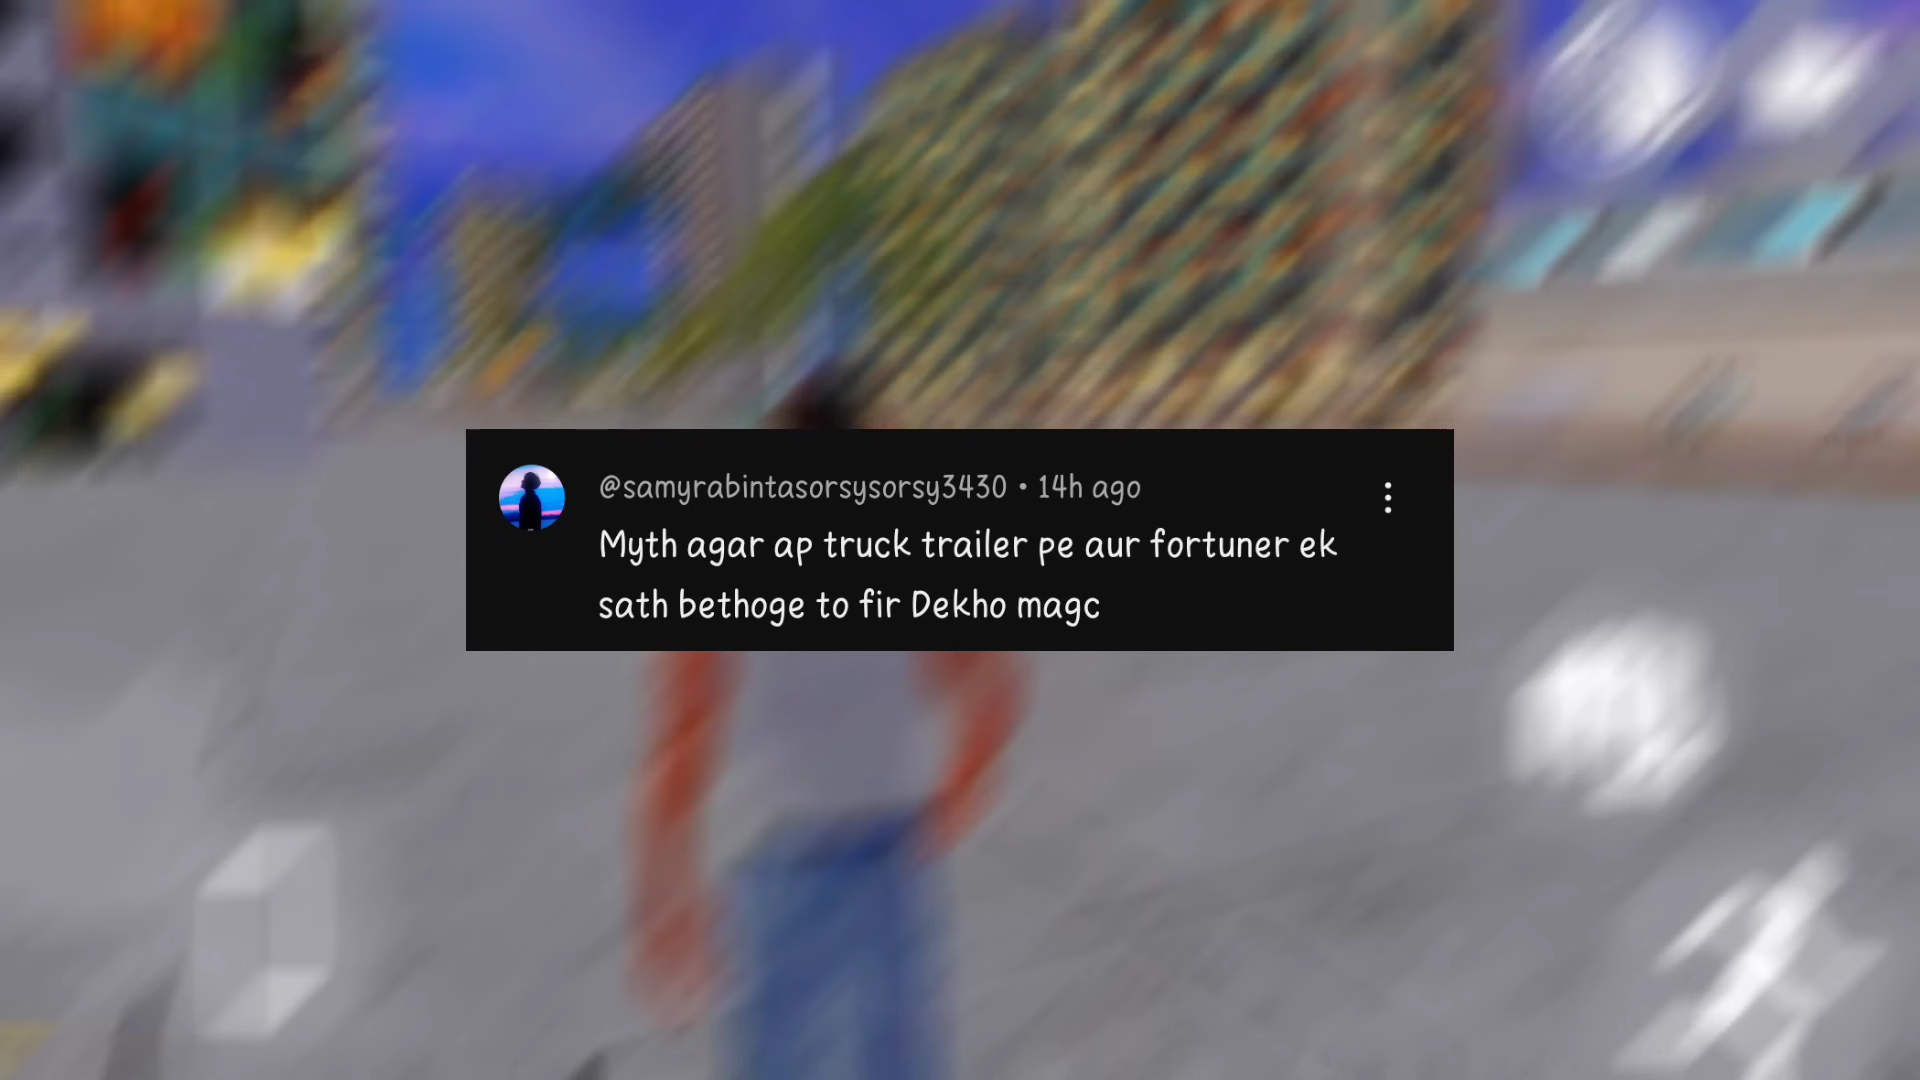 @samyrabintasorsysorsy3430 • 14h ago
Myth agar ap truck trailer pe aur fortuner ek
sath bethoge to fir Dekho magc